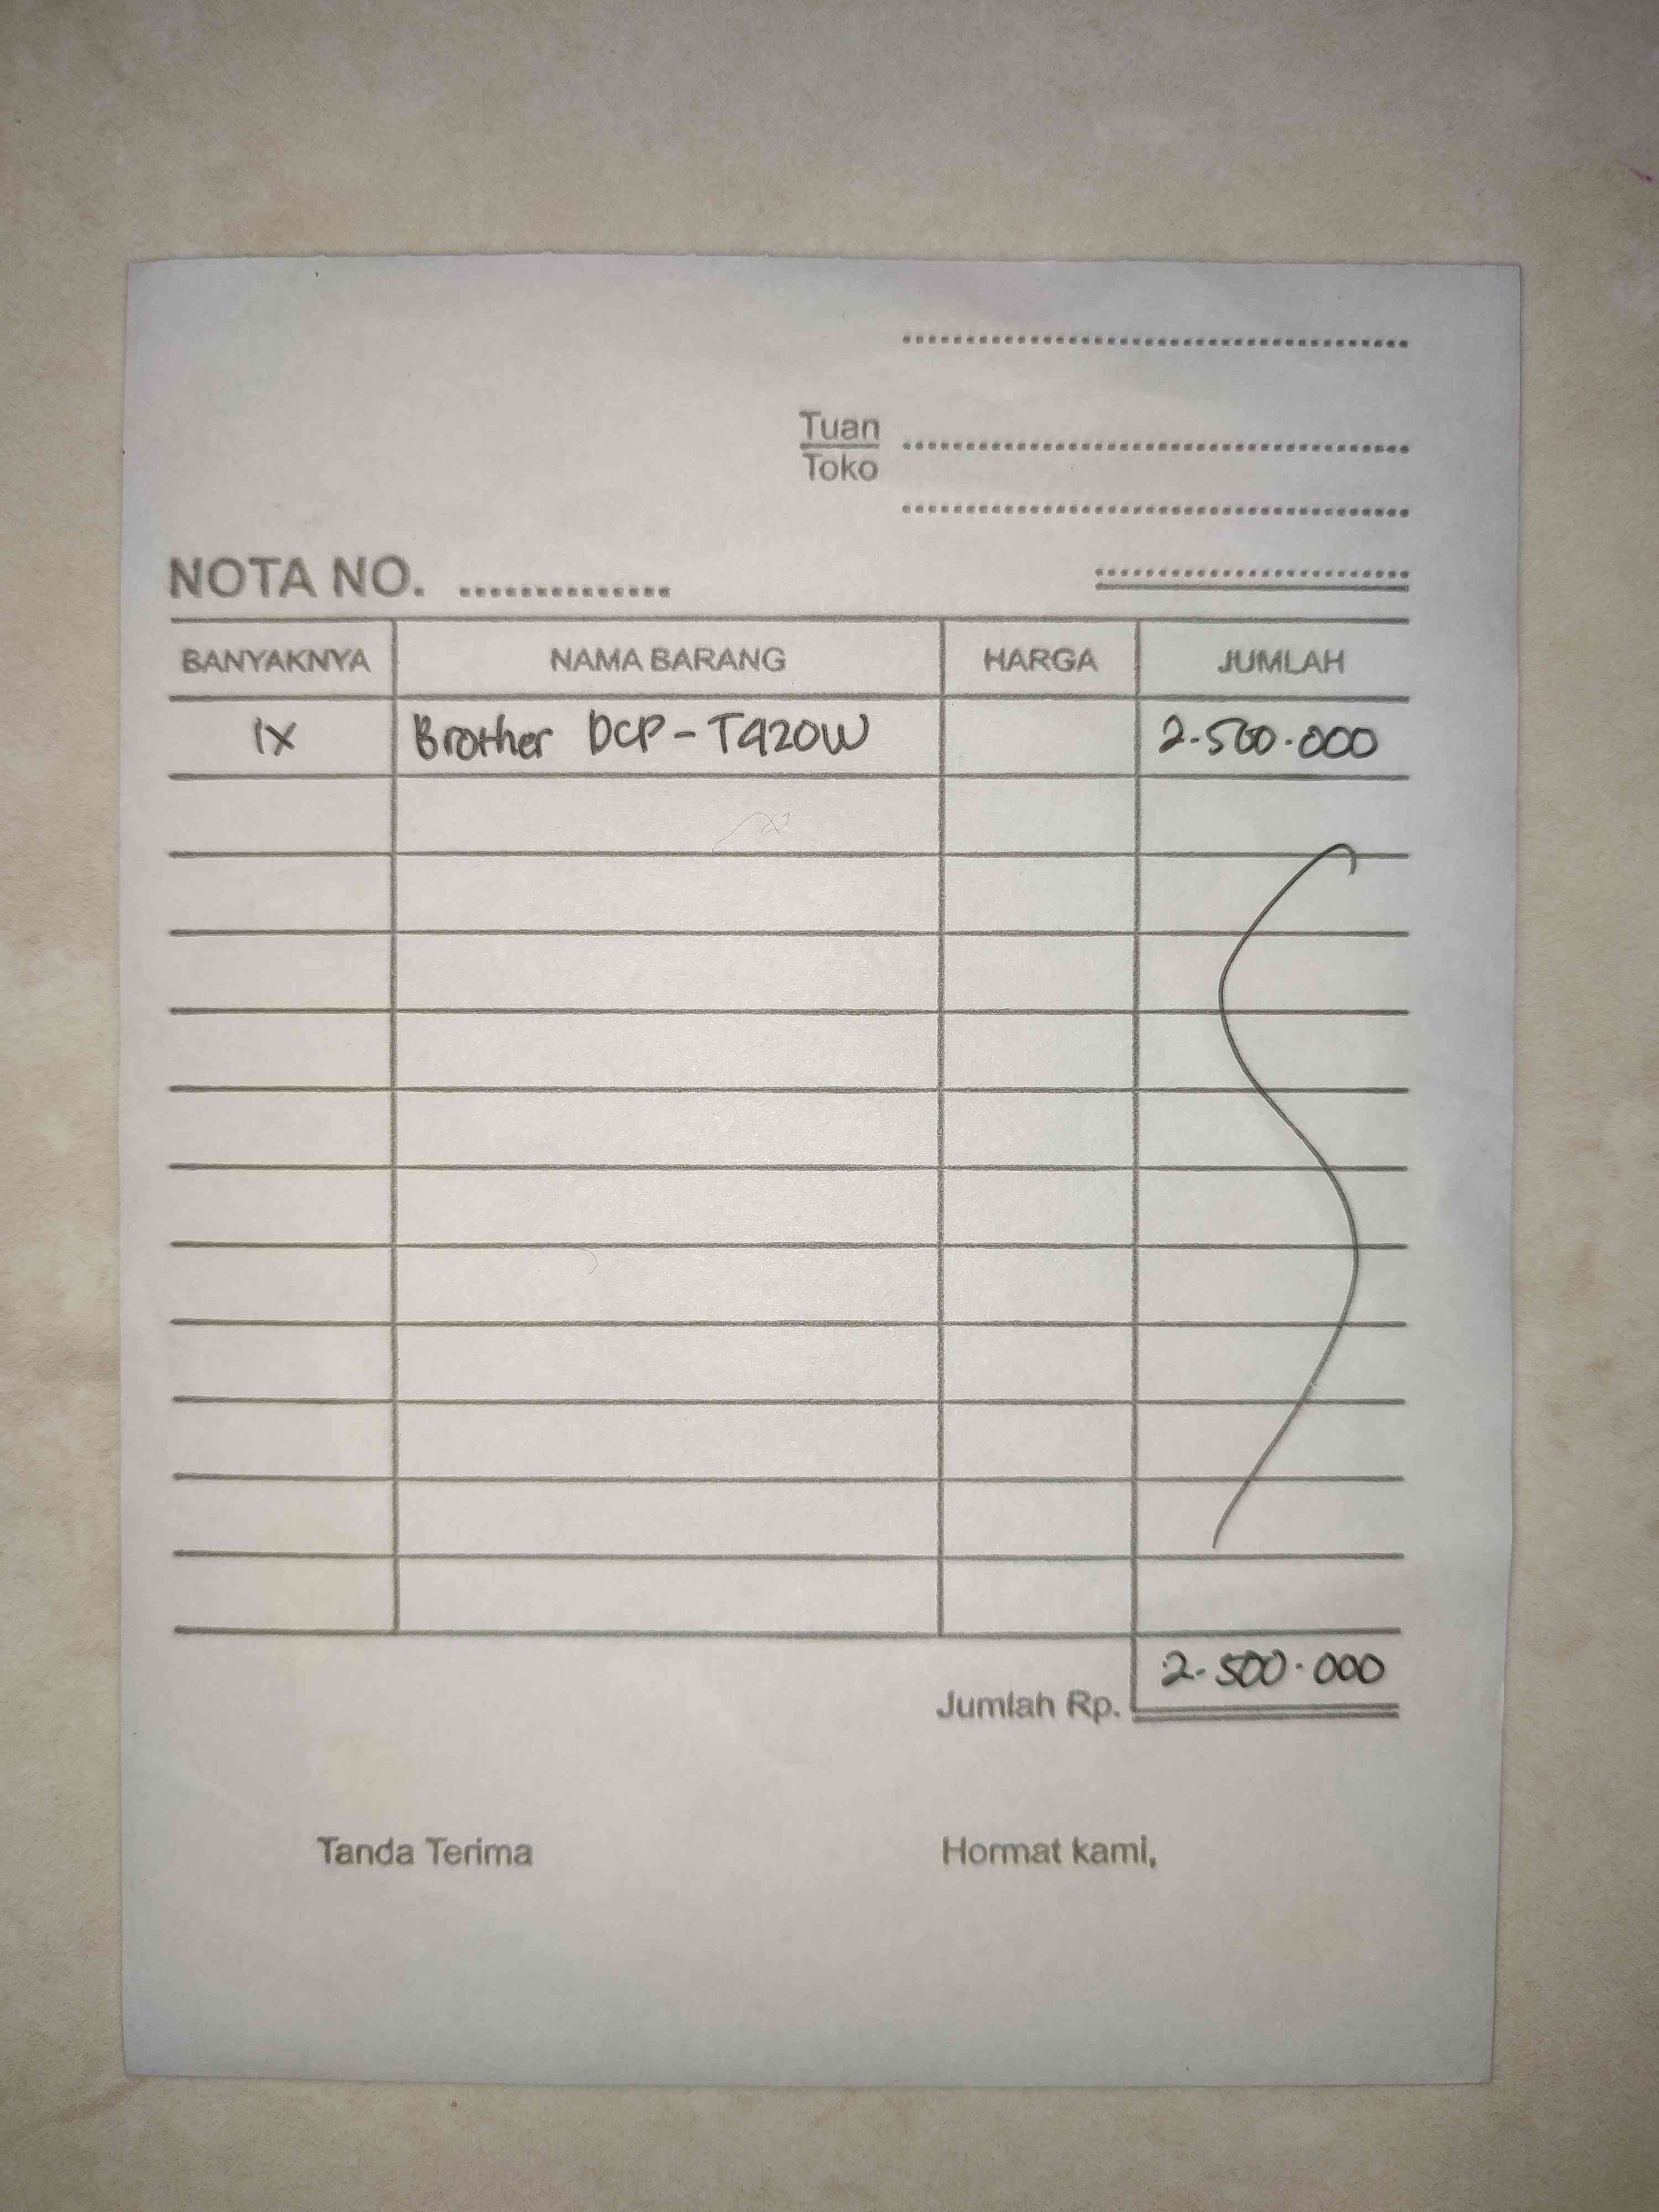 Tuan
Toko
NOTA NO. ..............
BANYAKNYA NAMA BARANG HARGA JUMLAH
1x Brother DCP-T920W 2.500.000
2.500.000
Jumlah Rp.
Tanda Terima Hormat kami,